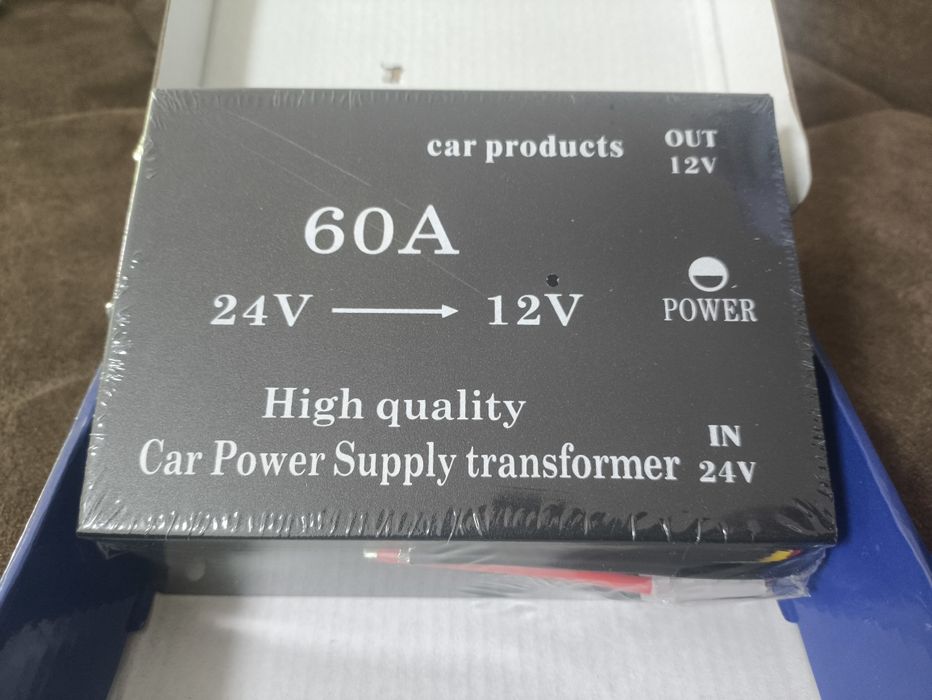 car products
OUT
12V
60A
24V 12V
POWER
High quality
Car Power Supply transformer
IN
24V